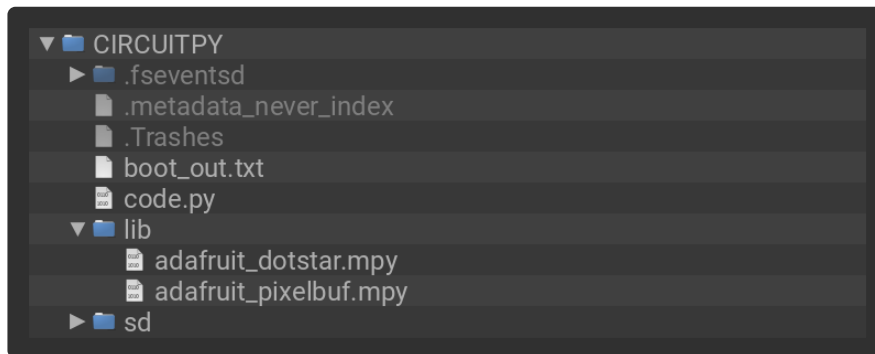 CIRCUITPY
.fseventsd
.metadata_never_index
.Trashes
boot_out.txt
code.py
lib
adafruit_dotstar.mpy
adafruit_pixelbuf.mpy
sd